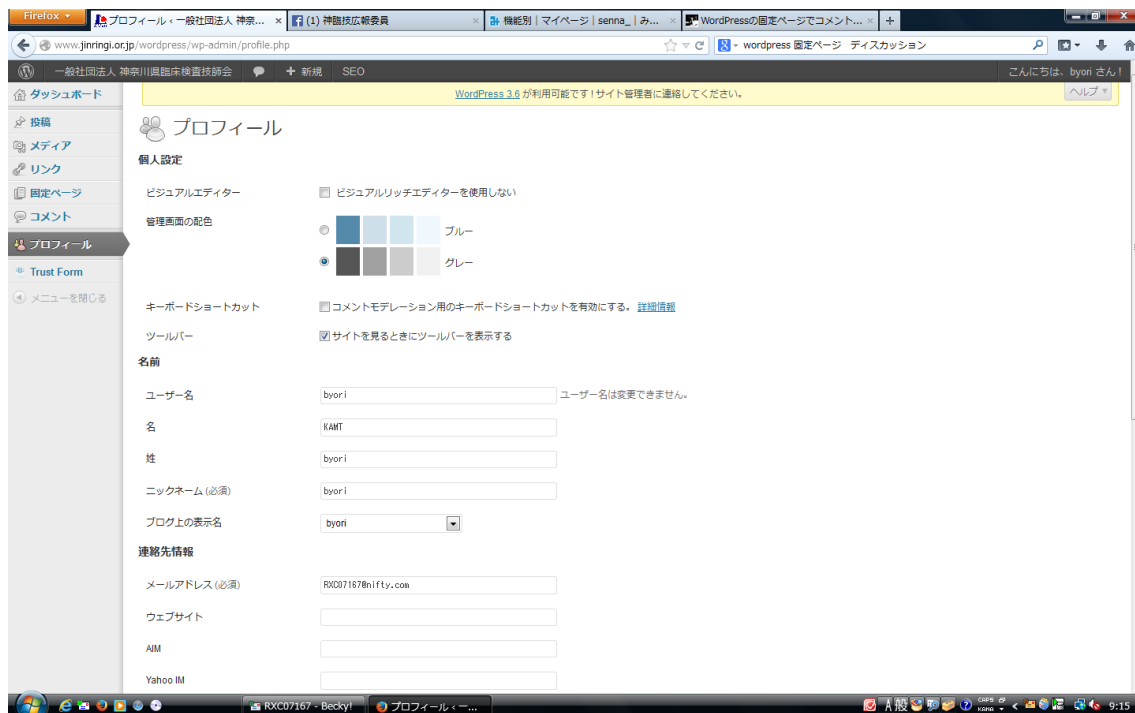 Firefox
プロフィール ‹ 一般社団法人 神奈...
(1) 神臨技広報委員
機能別 | マイページ | senna_ | み...
WordPressの固定ページでコメント...
www.jinringi.or.jp/wordpress/wp-admin/profile.php
wordpress 固定ページ ディスカッション
一般社団法人 神奈川県臨床検査技師会
+ 新規
SEO
こんにちは、byori さん !
ダッシュボード
投稿
メディア
リンク
固定ページ
コメント
プロフィール
Trust Form
メニューを閉じる
WordPress 3.6 が利用可能です ! サイト管理者に連絡してください。
ヘルプ
プロフィール
個人設定
ビジュアルエディター
ビジュアルリッチエディターを使用しない
管理画面の配色
ブルー
グレー
キーボードショートカット
コメントモデレーション用のキーボードショートカットを有効にする。 詳細情報
ツールバー
サイトを見るときにツールバーを表示する
名前
ユーザー名
byori
ユーザー名は変更できません。
名
KAMT
姓
byori
ニックネーム (必須)
byori
ブログ上の表示名
byori
連絡先情報
メールアドレス (必須)
RXC07167@nifty.com
ウェブサイト
AIM
Yahoo IM
RXC07167 - Becky!
プロフィール ‹ 一...
A 般
CAPS
KANA
9:15